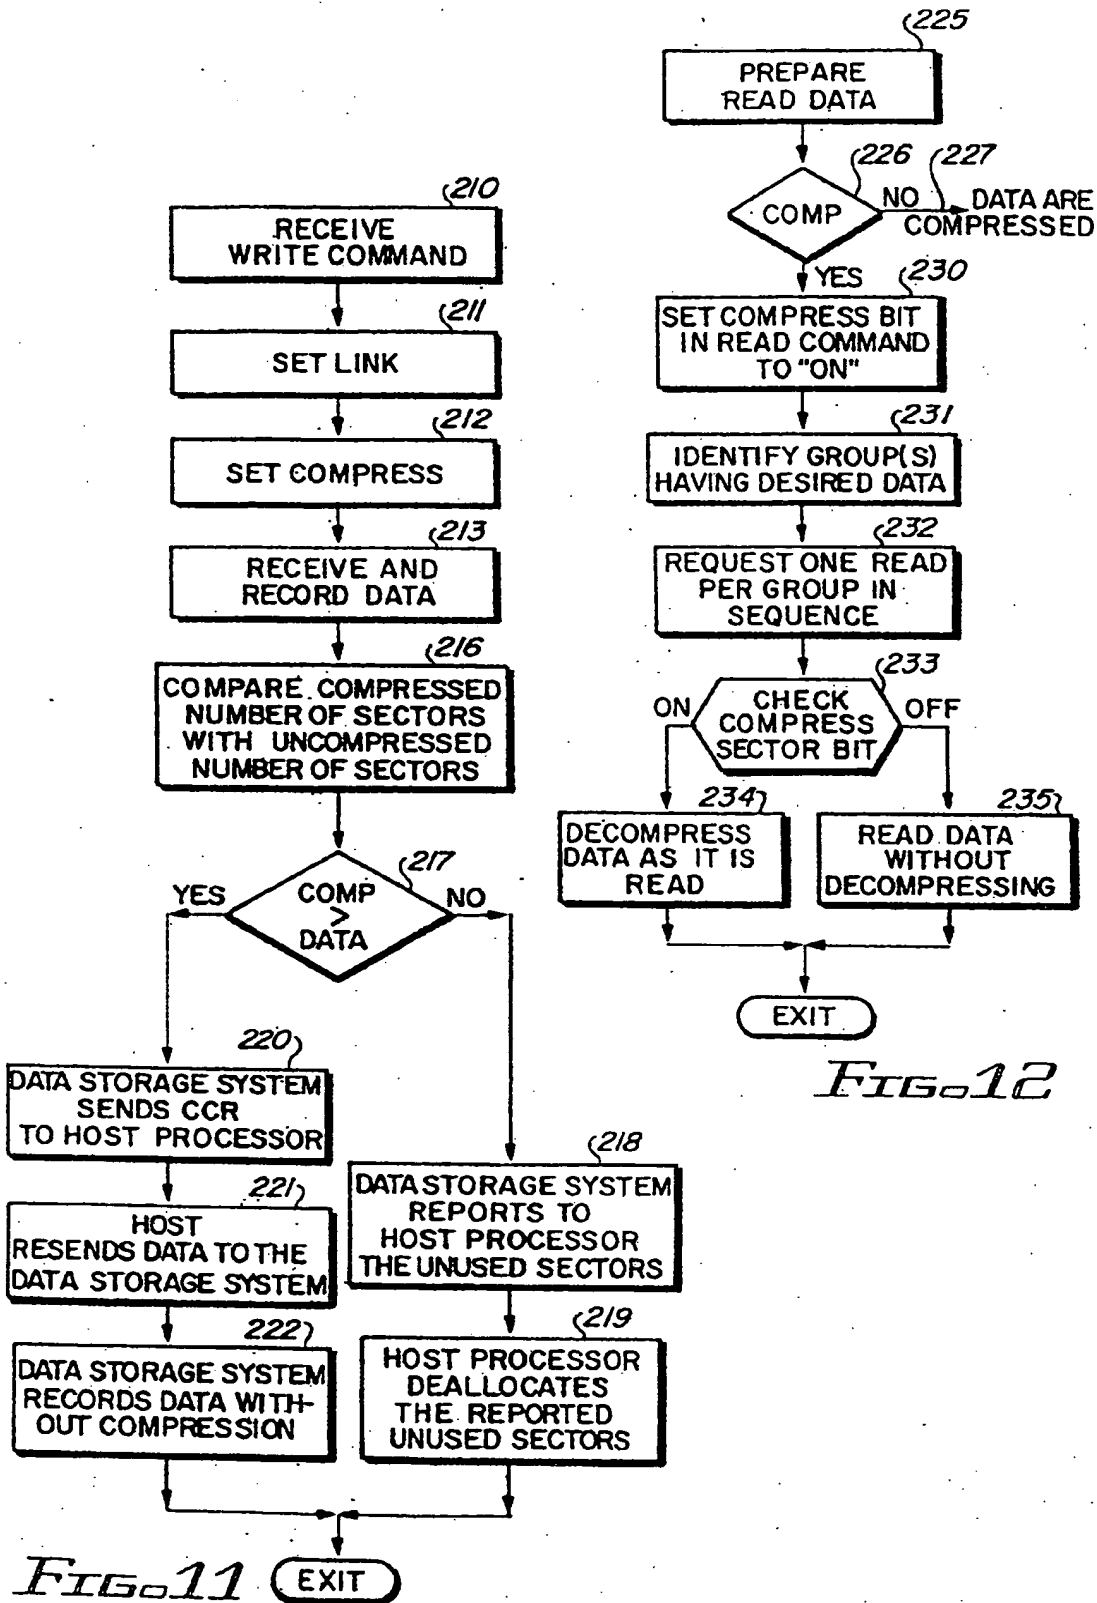 210
RECEIVE
WRITE COMMAND
211
SET LINK
212
SET COMPRESS
213
RECEIVE AND
RECORD DATA
216
COMPARE COMPRESSED
NUMBER OF SECTORS
WITH UNCOMPRESSED
NUMBER OF SECTORS
217
YES
COMP
>
DATA
NO
220
DATA STORAGE SYSTEM
SENDS CCR
TO HOST PROCESSOR
221
HOST
RESENDS DATA TO THE
DATA STORAGE SYSTEM
222
DATA STORAGE SYSTEM
RECORDS DATA WITH-
OUT COMPRESSION
218
DATA STORAGE SYSTEM
REPORTS TO
HOST PROCESSOR
THE UNUSED SECTORS
219
HOST PROCESSOR
DEALLOCATES
THE REPORTED
UNUSED SECTORS
EXIT
FIG. 11
225
PREPARE
READ DATA
226
COMP
NO
227
DATA ARE
COMPRESSED
YES
230
SET COMPRESS BIT
IN READ COMMAND
TO "ON"
231
IDENTIFY GROUP(S)
HAVING DESIRED DATA
232
REQUEST ONE READ
PER GROUP IN
SEQUENCE
233
ON
CHECK
COMPRESS
SECTOR BIT
OFF
234
DECOMPRESS
DATA AS IT IS
READ
235
READ DATA
WITHOUT
DECOMPRESSING
EXIT
FIG. 12